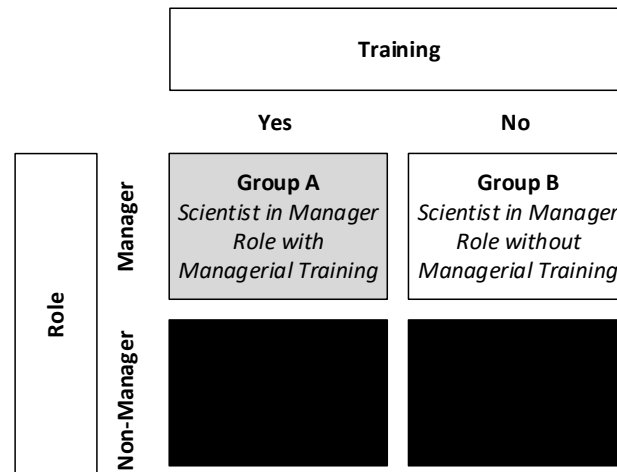 Training
Yes
No
Role
Manager
Group A
Scientist in Manager
Role with
Managerial Training
Group B
Scientist in Manager
Role without
Managerial Training
Non-Manager